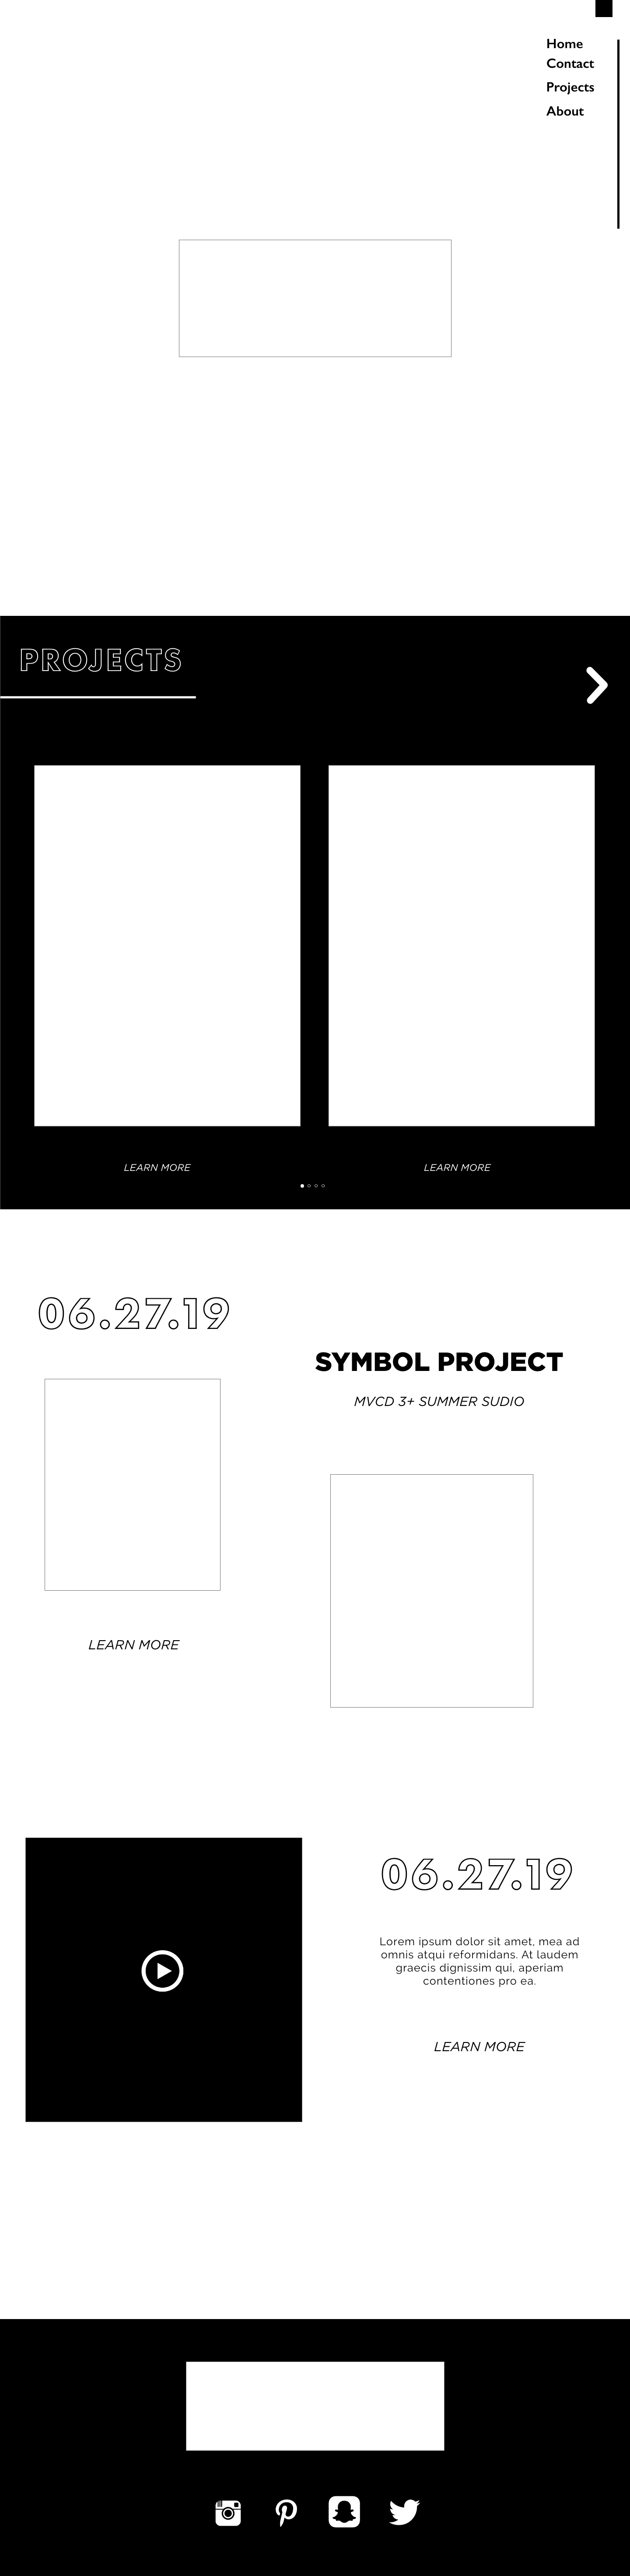 Home
Contact
Projects
About
PROJECTS
LEARN MORE
LEARN MORE
06.27.19
SYMBOL PROJECT
MVCD 3+ SUMMER SUDIO
LEARN MORE
06.27.19
Lorem ipsum dolor sit amet, mea ad
omnis atqui reformidans. At laudem
graecis dignissim qui, aperiam
contentiones pro ea.
LEARN MORE